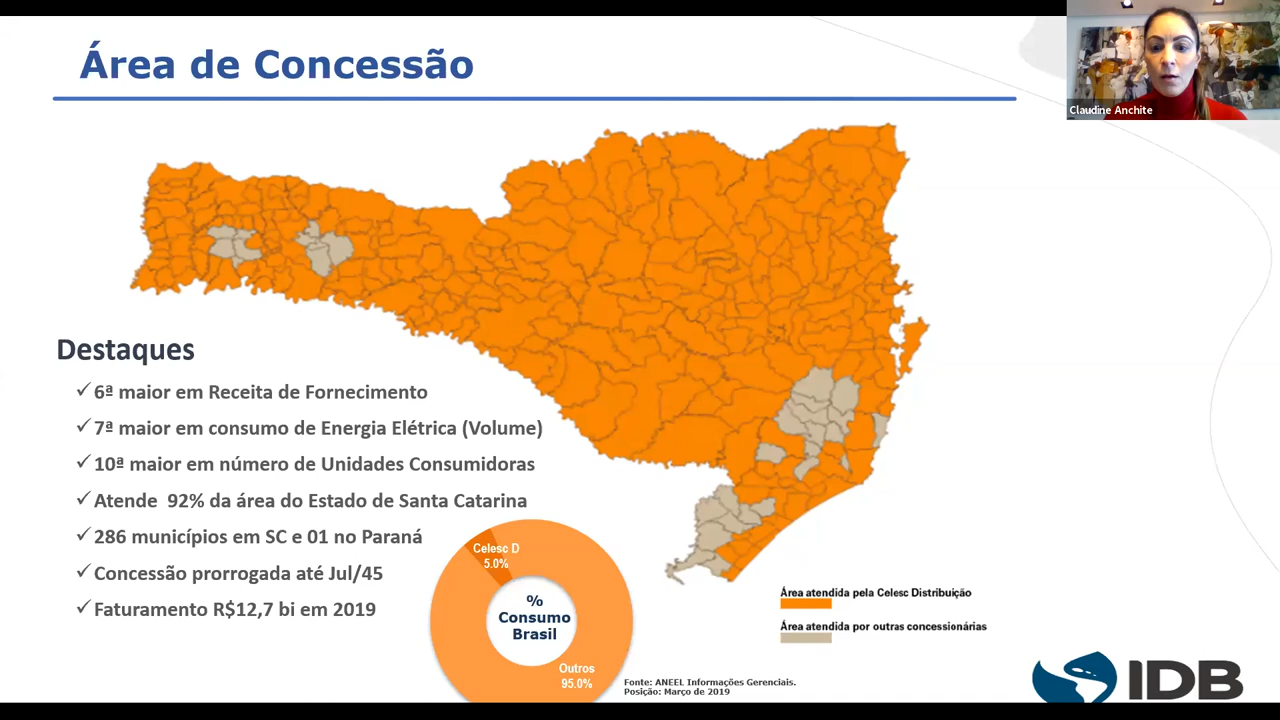 Área de Concessão
Claudine Anchite
Destaques
✓6ª maior em Receita de Fornecimento
✓7ª maior em consumo de Energia Elétrica (Volume)
✓10ª maior em número de Unidades Consumidoras
✓Atende 92% da área do Estado de Santa Catarina
✓286 municípios em SC e 01 no Paraná
✓Concessão prorrogada até Jul/45
✓Faturamento R$12,7 bi em 2019
Celesc D
5.0%
%
Consumo
Brasil
Outros
95.0%
Área atendida pela Celesc Distribuição
Área atendida por outras concessionárias
Fonte: ANEEL Informações Gerenciais.
Posição: Março de 2019
IDB